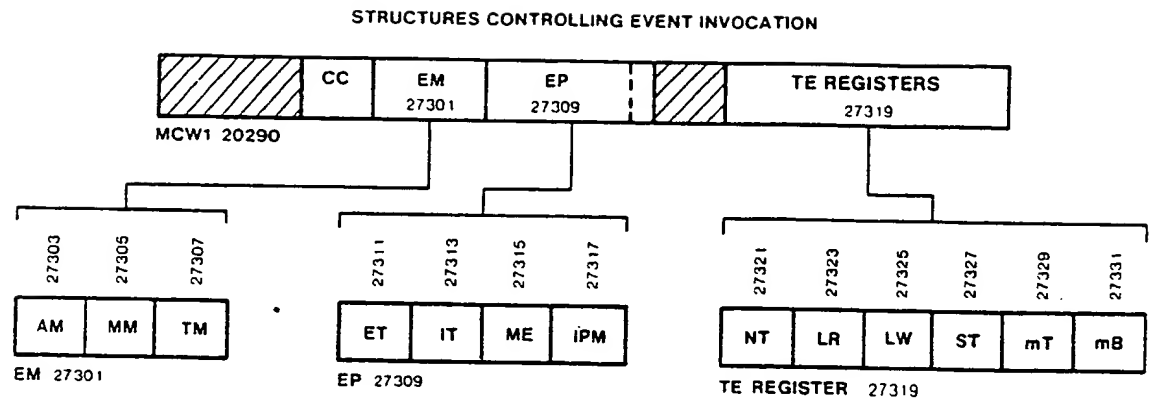 STRUCTURES CONTROLLING EVENT INVOCATION
CC EM EP TE REGISTERS
27301 27309 27319
MCW1 20290
27303 27305 27307 27311 27313 27315 27317 27321 27323 27325 27327 27329 27331
AM MM TM ET IT ME IPM NT LR LW ST mT mB
EM 27301 EP 27309 TE REGISTER 27319